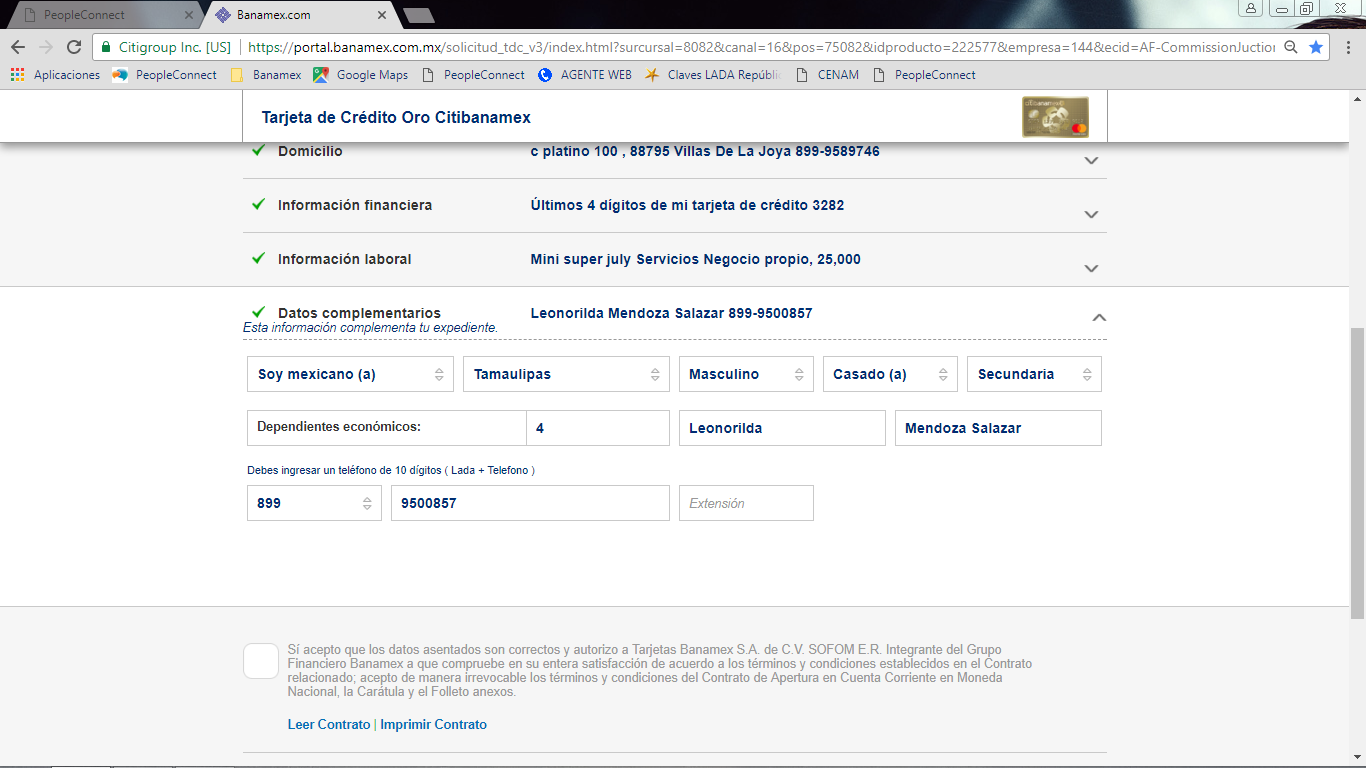 PeopleConnect
Banamex.com
Citigroup Inc. [US] https://portal.banamex.com.mx/solicitud_tdc_v3/index.html?surcursal=8082&canal=16&pos=75082&idproducto=222577&empresa=144&ecid=AF-CommissionJuctior
Aplicaciones PeopleConnect Banamex Google Maps PeopleConnect AGENTE WEB Claves LADA Repúblic CENAM PeopleConnect
Tarjeta de Crédito Oro Citibanamex
Domicilio c platino 100 , 88795 Villas De La Joya 899-9589746
Información financiera Últimos 4 dígitos de mi tarjeta de crédito 3282
Información laboral Mini super july Servicios Negocio propio, 25,000
Datos complementarios Leonorilda Mendoza Salazar 899-9500857
Esta información complementa tu expediente.
Soy mexicano (a) Tamaulipas Masculino Casado (a) Secundaria
Dependientes económicos: 4 Leonorilda Mendoza Salazar
Debes ingresar un teléfono de 10 dígitos ( Lada + Telefono )
899 9500857 Extensión
Sí acepto que los datos asentados son correctos y autorizo a Tarjetas Banamex S.A. de C.V. SOFOM E.R. Integrante del Grupo
Financiero Banamex a que compruebe en su entera satisfacción de acuerdo a los términos y condiciones establecidos en el Contrato
relacionado; acepto de manera irrevocable los términos y condiciones del Contrato de Apertura en Cuenta Corriente en Moneda
Nacional, la Carátula y el Folleto anexos.
Leer Contrato | Imprimir Contrato